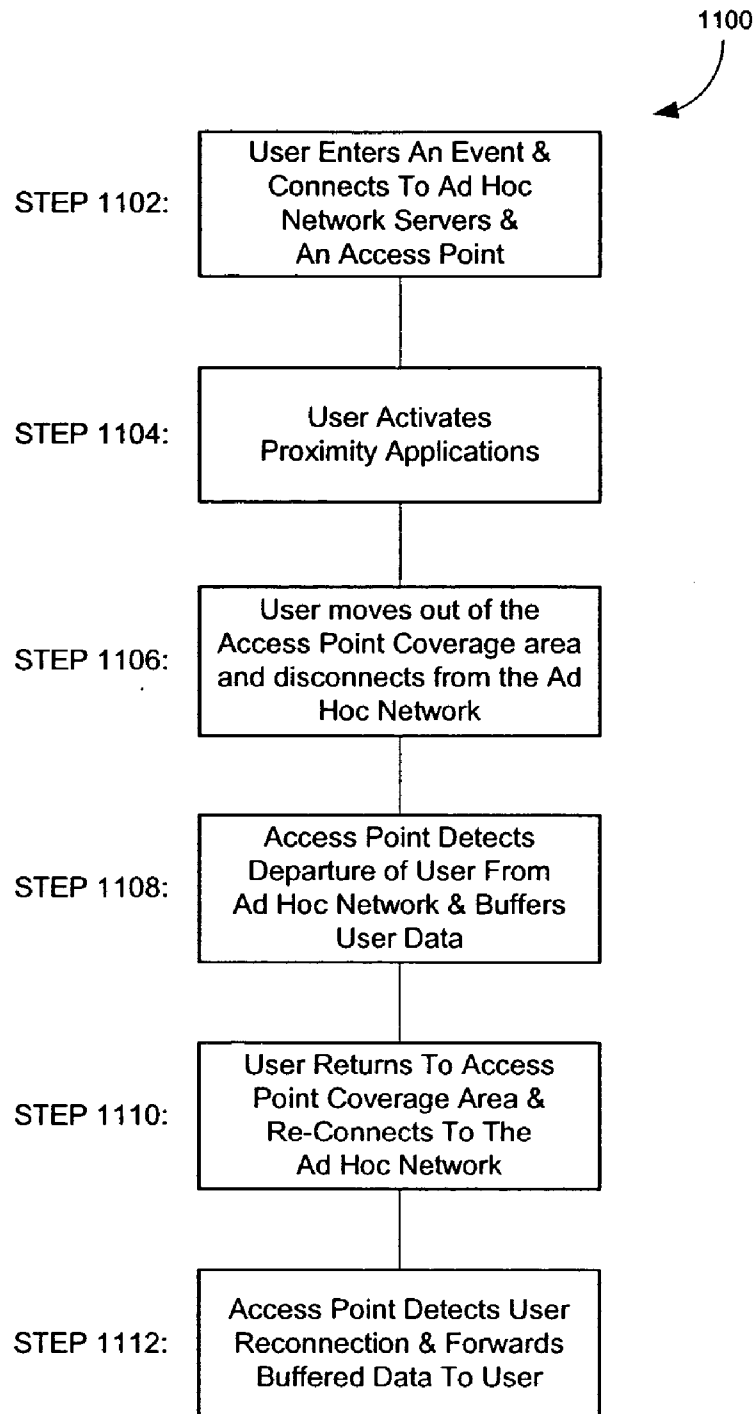 1100
STEP 1102:
User Enters An Event &
Connects To Ad Hoc
Network Servers &
An Access Point
STEP 1104:
User Activates
Proximity Applications
STEP 1106:
User moves out of the
Access Point Coverage area
and disconnects from the Ad
Hoc Network
STEP 1108:
Access Point Detects
Departure of User From
Ad Hoc Network & Buffers
User Data
STEP 1110:
User Returns To Access
Point Coverage Area &
Re-Connects To The
Ad Hoc Network
STEP 1112:
Access Point Detects User
Reconnection & Forwards
Buffered Data To User